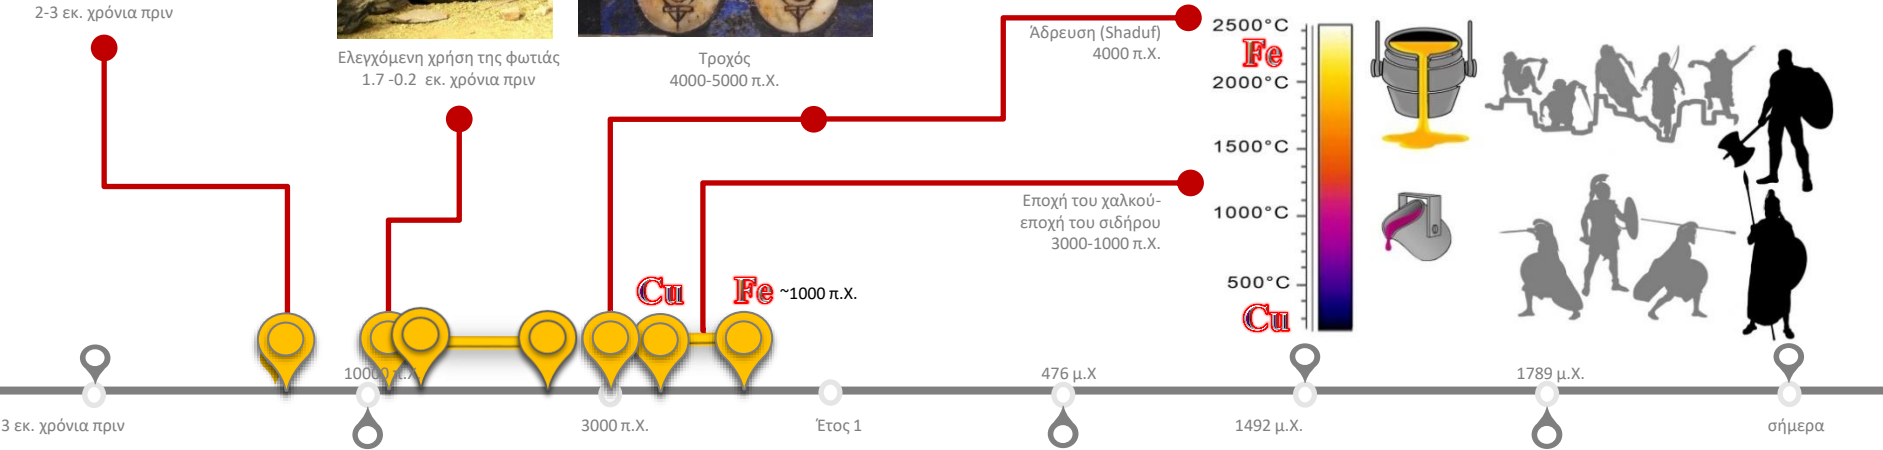 2-3 εκ. χρόνια πριν
Ελεγχόμενη χρήση της φωτιάς
1.7 -0.2 εκ. χρόνια πριν
Τροχός
4000-5000 π.Χ.
Άδρευση (Shaduf)
4000 π.Χ.
Εποχή του χαλκού-
εποχή του σιδήρου
3000-1000 π.Χ.
2500°C
Fe
2000°C
1500°C
1000°C
500°C
Cu
Cu
Fe ~1000 π.Χ.
3 εκ. χρόνια πριν
10000 π.Χ
3000 π.Χ.
Έτος 1
476 μ.Χ
1492 μ.Χ.
1789 μ.Χ.
σήμερα